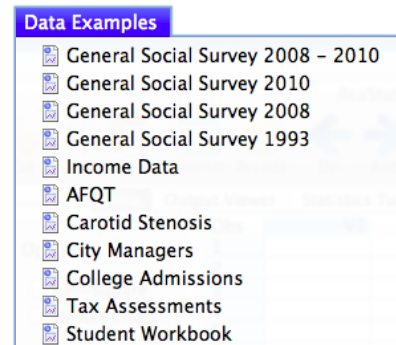 Data Examples
General Social Survey 2008 – 2010
General Social Survey 2010
General Social Survey 2008
General Social Survey 1993
Income Data
AFQT
Carotid Stenosis
City Managers
College Admissions
Tax Assessments
Student Workbook